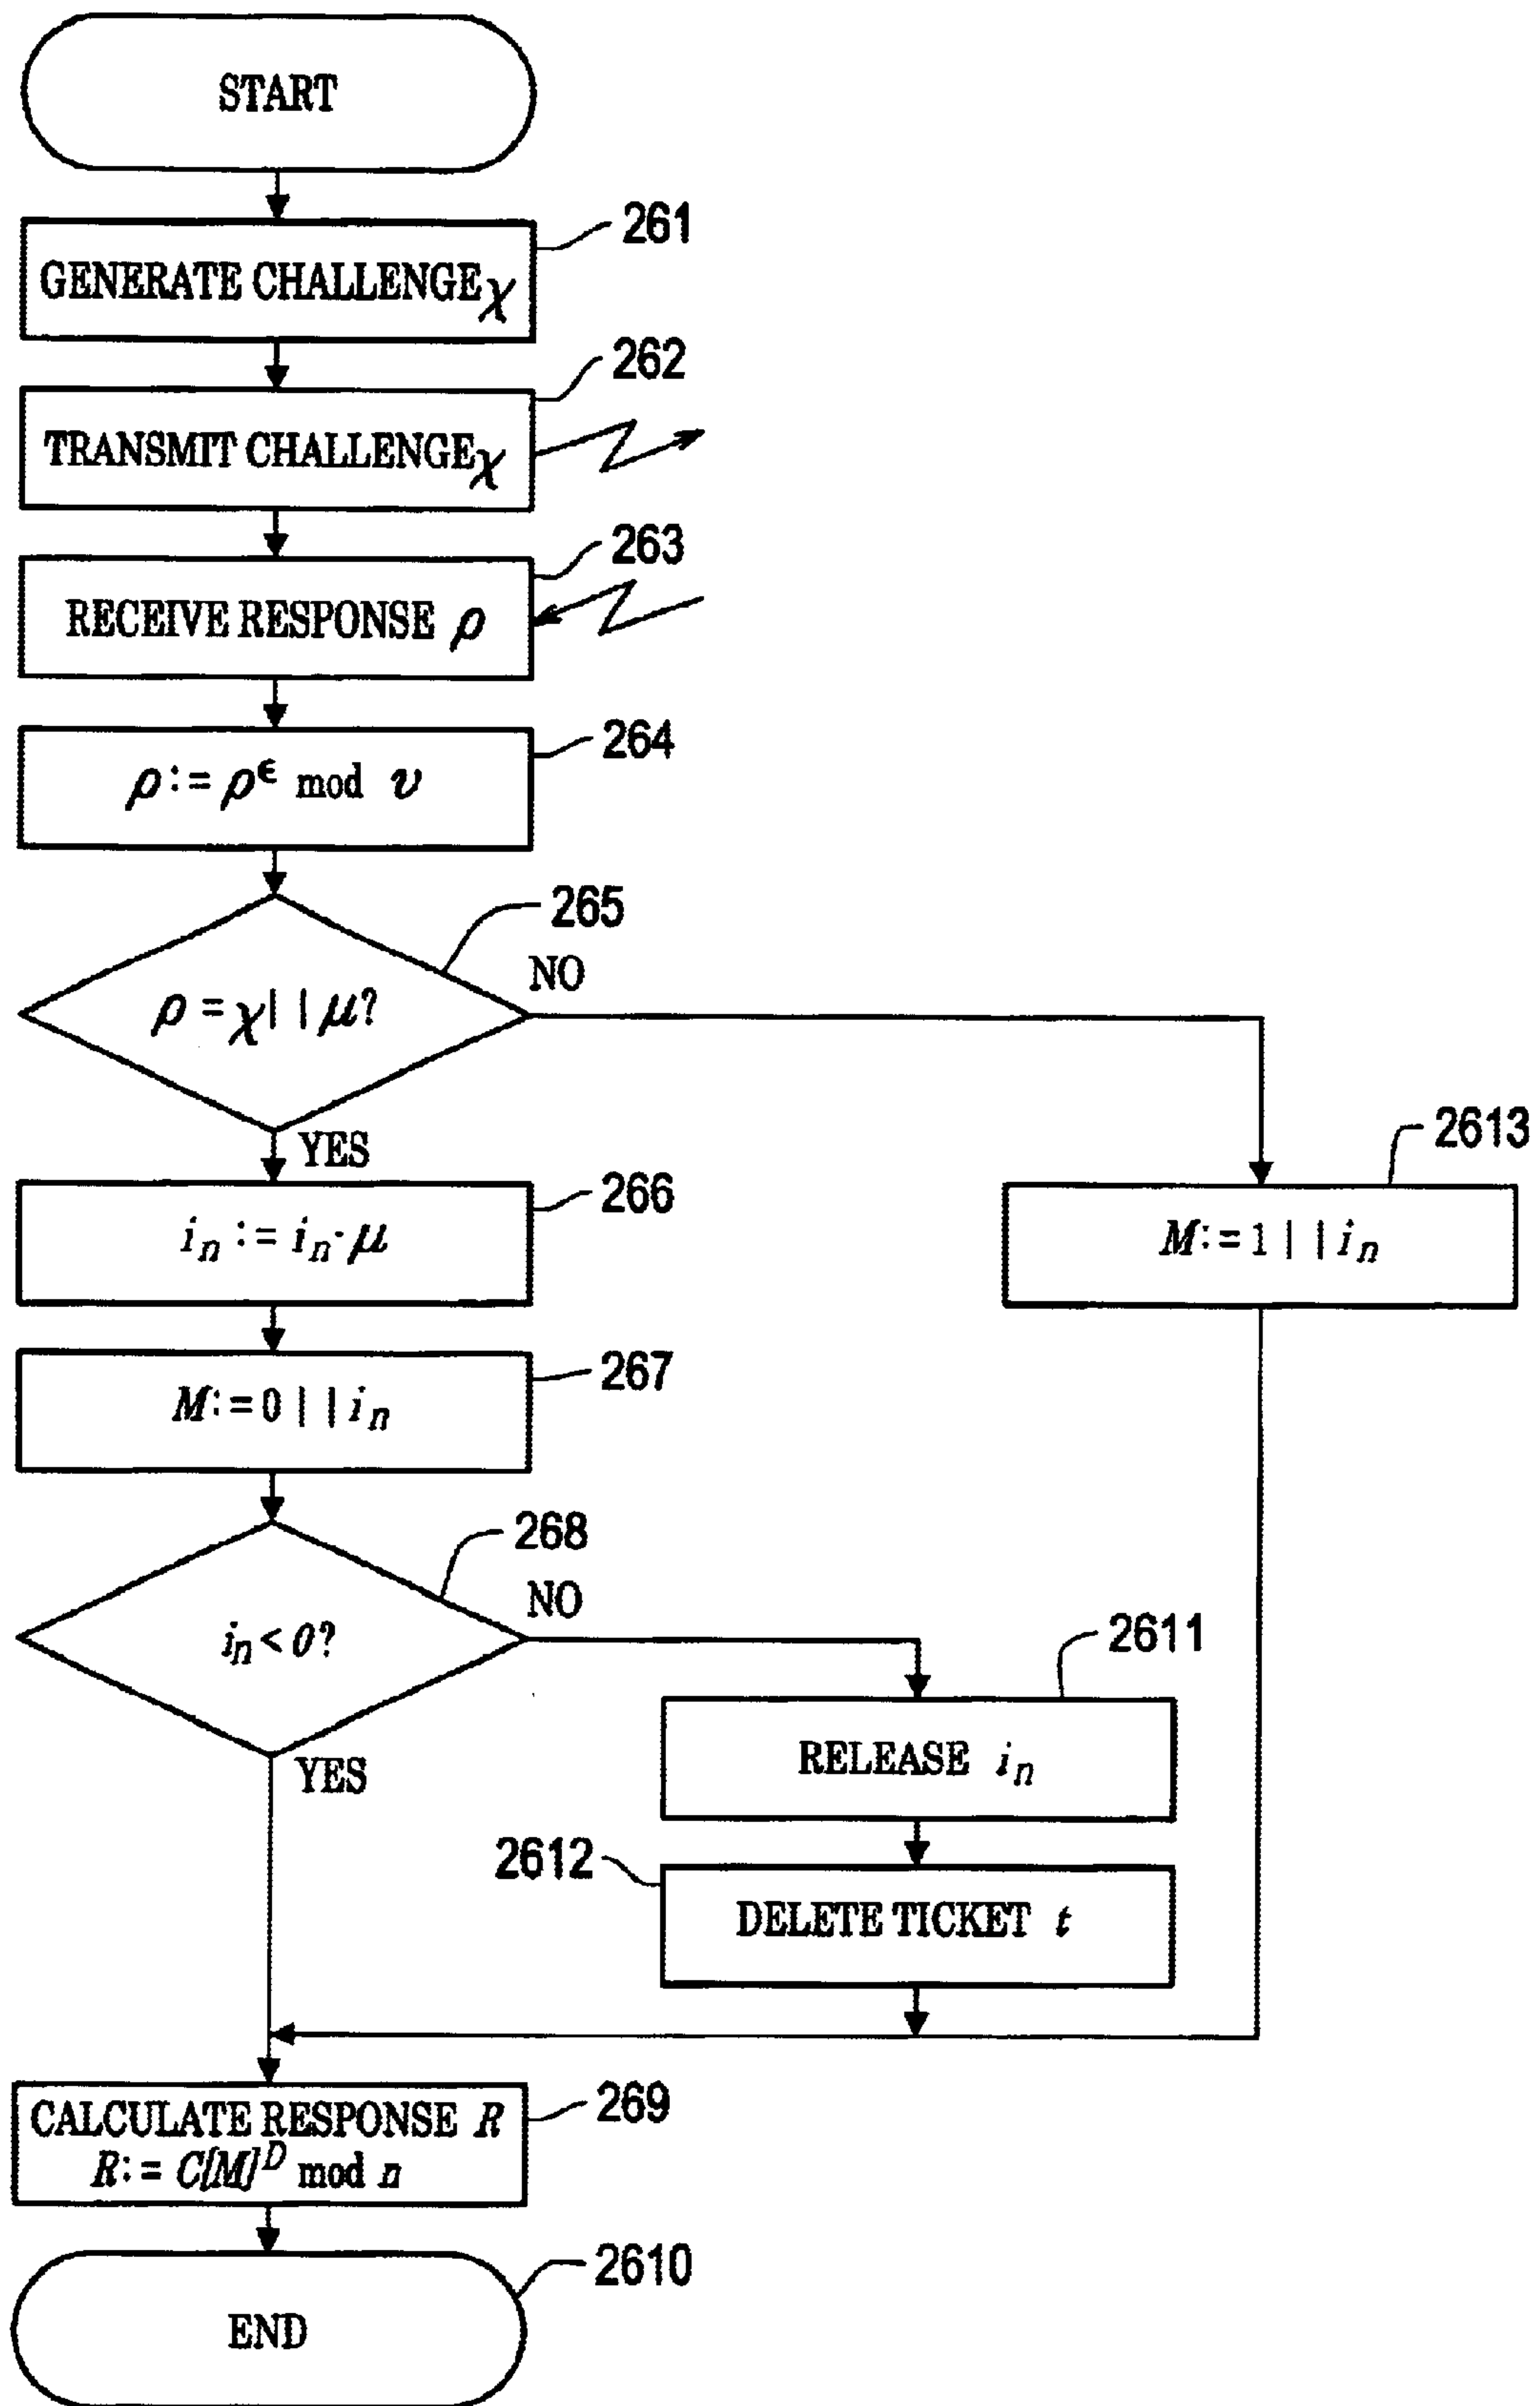 START
261
GENERATE CHALLENGE χ
262
TRANSMIT CHALLENGE χ
263
RECEIVE RESPONSE ρ
264
ρ := ρ^ϵ mod υ
265
NO
ρ = χ||μ?
YES
2613
266
i_n := i_n-μ
M := 1||i_n
267
M := 0||i_n
268
NO
i_n < 0?
2611
YES
RELEASE i_n
2612
DELETE TICKET t
CALCULATE RESPONSE R
269
R := C[M]^D mod n
2610
END